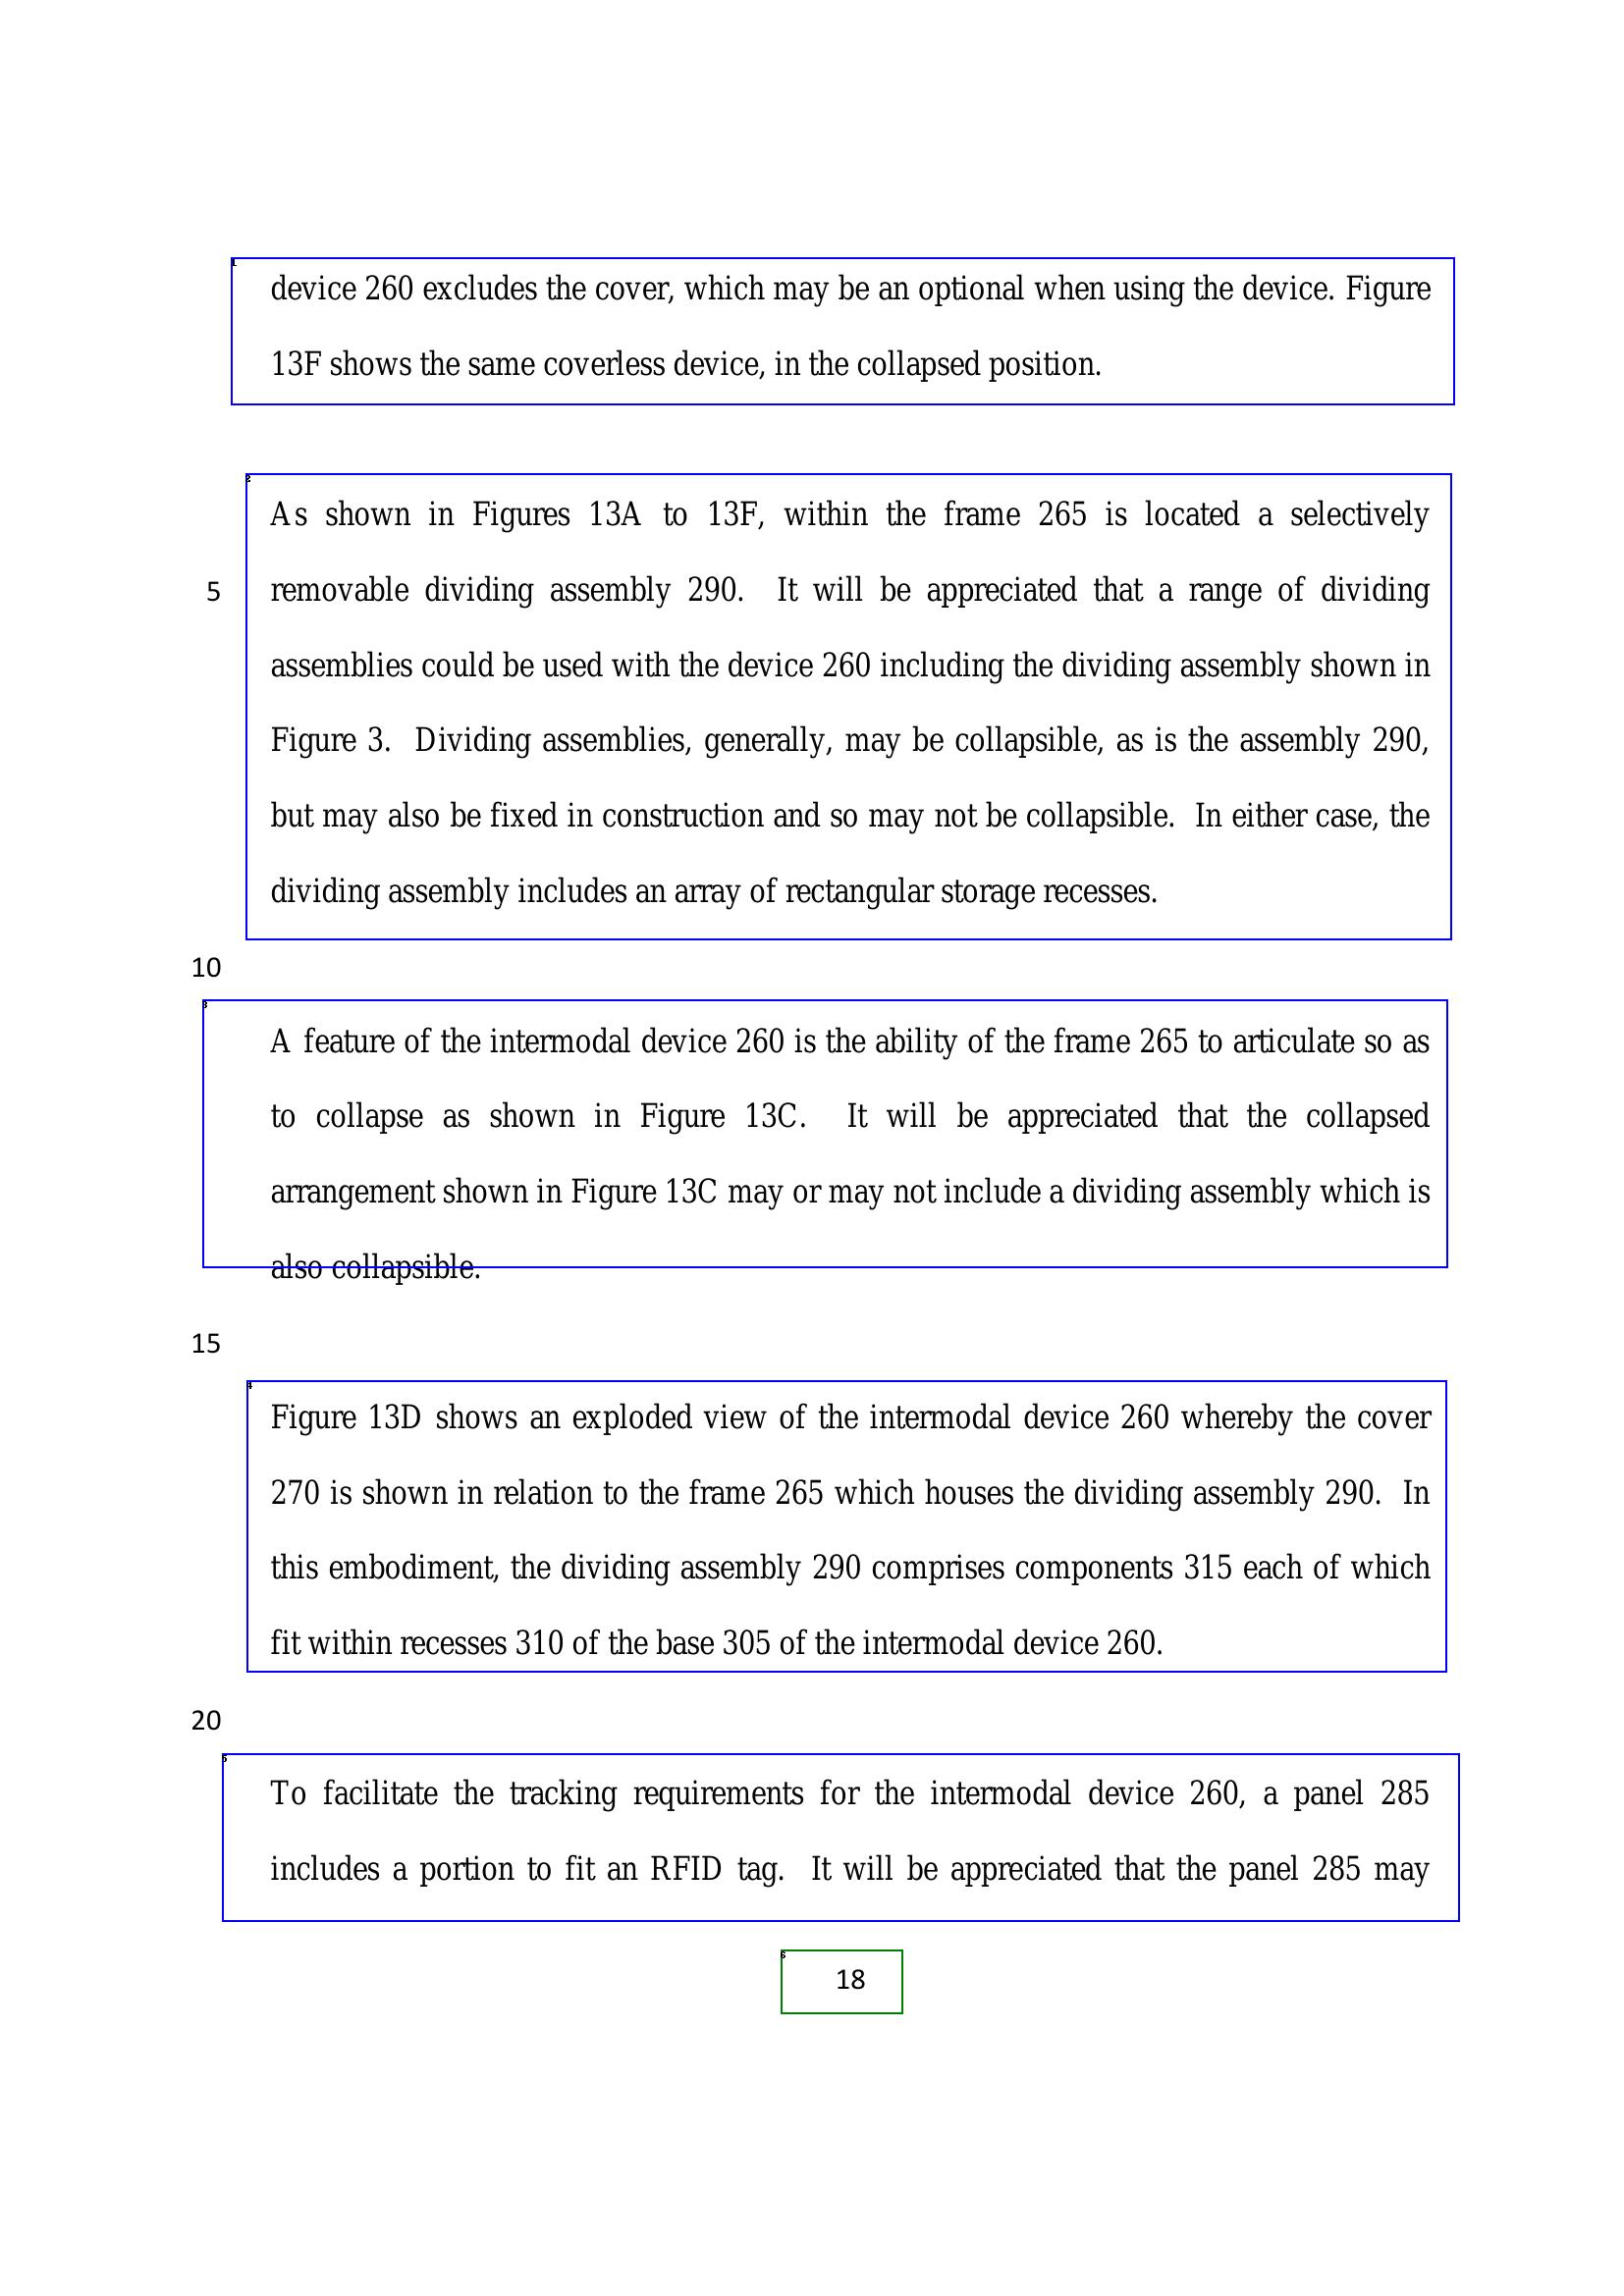 1
device 260 excludes the cover, which may be an optional when using the device. Figure
13F shows the same coverless device, in the collapsed position.
2
As shown in Figures 13A to 13F, within the frame 265 is located a selectively
5 removable dividing assembly 290. It will be appreciated that a range of dividing
assemblies could be used with the device 260 including the dividing assembly shown in
Figure 3. Dividing assemblies, generally, may be collapsible, as is the assembly 290,
but may also be fixed in construction and so may not be collapsible. In either case, the
dividing assembly includes an array of rectangular storage recesses.
10
3
A feature of the intermodal device 260 is the ability of the frame 265 to articulate so as
to collapse as shown in Figure 13C. It will be appreciated that the collapsed
arrangement shown in Figure 13C may or may not include a dividing assembly which is
also collapsible.
15
4
Figure 13D shows an exploded view of the intermodal device 260 whereby the cover
270 is shown in relation to the frame 265 which houses the dividing assembly 290. In
this embodiment, the dividing assembly 290 comprises components 315 each of which
fit within recesses 310 of the base 305 of the intermodal device 260.
20
5
To facilitate the tracking requirements for the intermodal device 260, a panel 285
includes a portion to fit an RFID tag. It will be appreciated that the panel 285 may
6
18